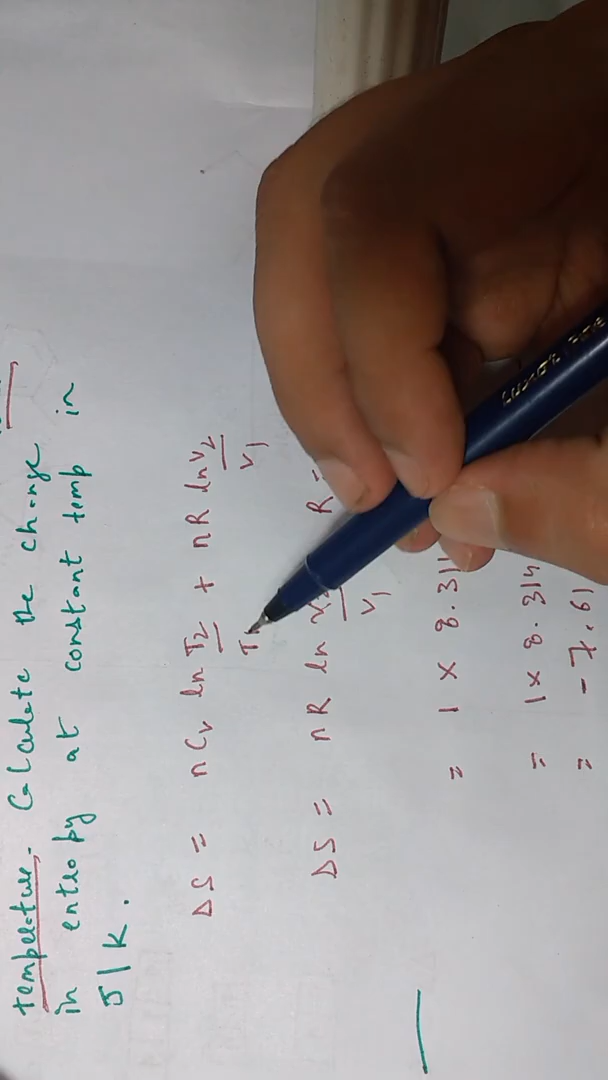 temperature. Calculate the change
in entropy at constant temp in
J/K.
ΔS = nCv ln T2/T1 + nR ln V2/V1
ΔS = nR ln V2/V1 R =
= 1 x 8.314
= 1 x 8.314
= - 7.61